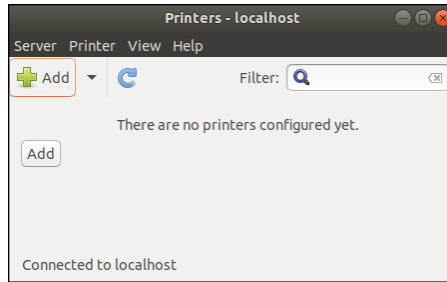 Printers - localhost
Server Printer View Help
Add Filter:
There are no printers configured yet.
Add
Connected to localhost